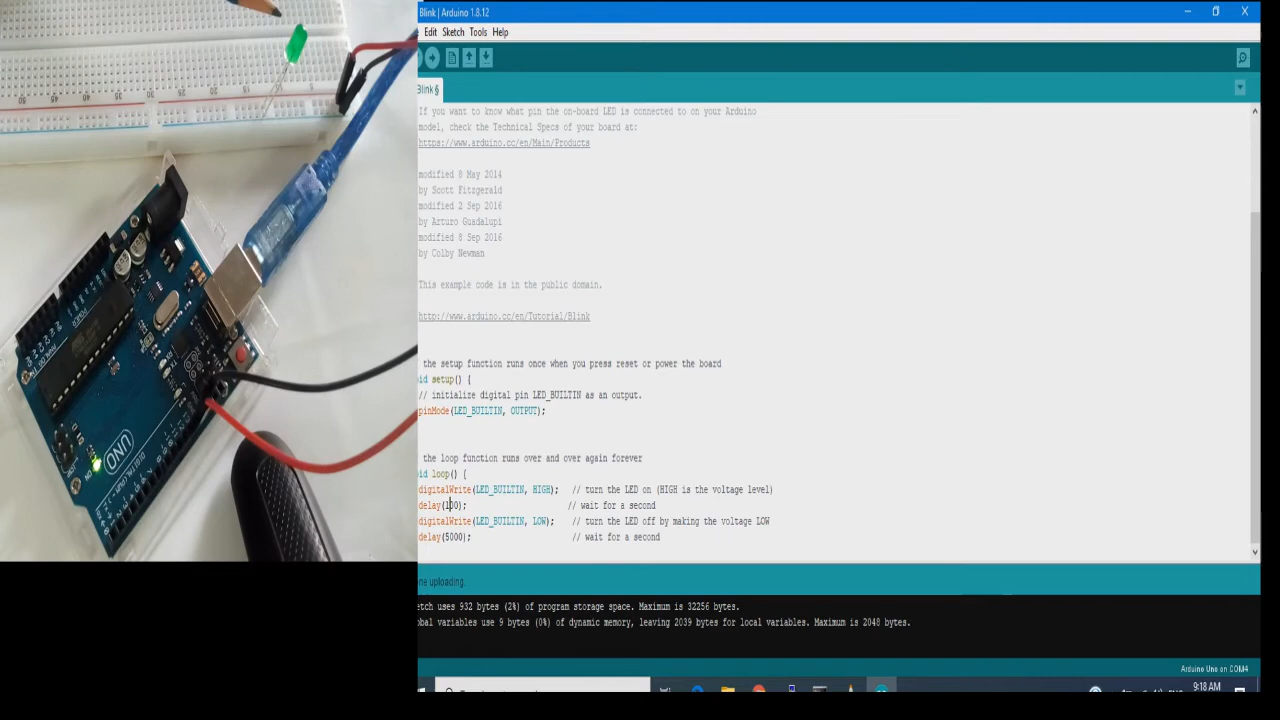 Blink | Arduino 1.8.12
Edit Sketch Tools Help
Blink §
If you want to know what pin the on-board LED is connected to on your Arduino
model, check the Technical Specs of your board at:
https://www.arduino.cc/en/Main/Products
modified 8 May 2014
by Scott Fitzgerald
modified 2 Sep 2016
by Arturo Guadalupi
modified 8 Sep 2016
by Colby Newman
This example code is in the public domain.
http://www.arduino.cc/en/Tutorial/Blink
the setup function runs once when you press reset or power the board
id setup() {
// initialize digital pin LED_BUILTIN as an output.
pinMode(LED_BUILTIN, OUTPUT);
the loop function runs over and over again forever
id loop() {
digitalWrite(LED_BUILTIN, HIGH); // turn the LED on (HIGH is the voltage level)
delay(100); // wait for a second
digitalWrite(LED_BUILTIN, LOW); // turn the LED off by making the voltage LOW
delay(5000); // wait for a second
ne uploading.
etch uses 932 bytes (2%) of program storage space. Maximum is 32256 bytes.
obal variables use 9 bytes (0%) of dynamic memory, leaving 2039 bytes for local variables. Maximum is 2048 bytes.
Arduino Uno on COM4
9:18 AM
UNO
ON